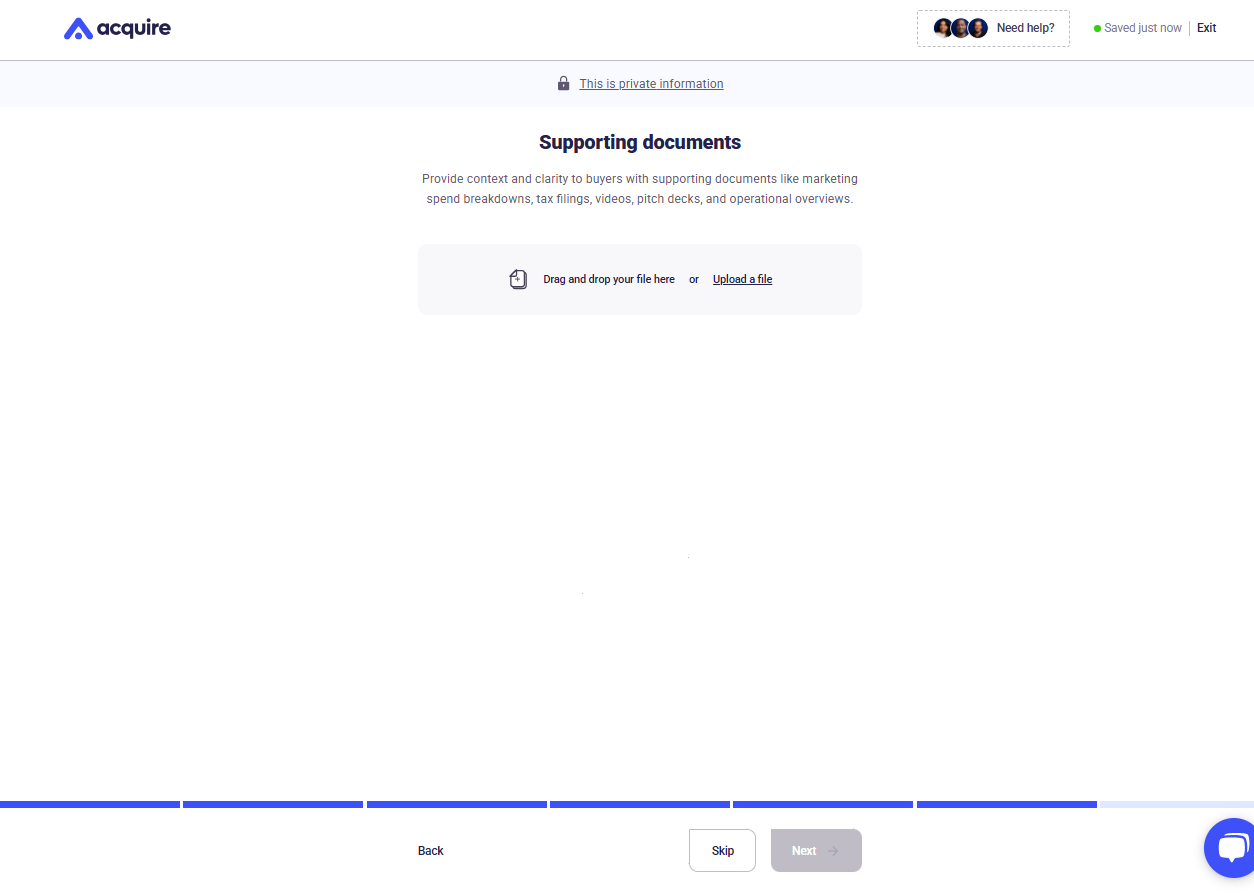 acquire
Need help?
Saved just now
Exit
This is private information
Supporting documents
Provide context and clarity to buyers with supporting documents like marketing
spend breakdowns, tax filings, videos, pitch decks, and operational overviews.
Drag and drop your file here or Upload a file
Back
Skip
Next